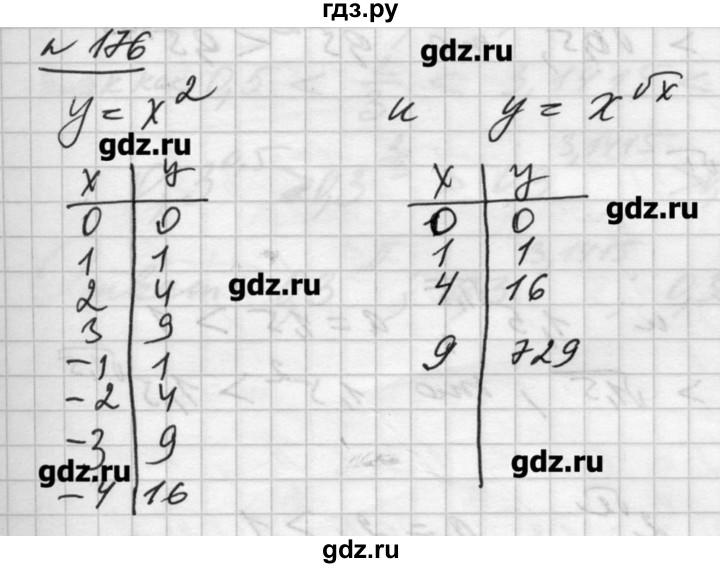 гдз.ру
№ 176
gdz.ru
y = x²
и
y = x^√x
gdz.ru
x y
0 0
1 1
2 4
3 9
-1 1
-2 4
-3 9
-4 16
x y
0 0
1 1
4 16
9 729
gdz.ru
gdz.ru
gdz.ru
gdz.ru
gdz.ru